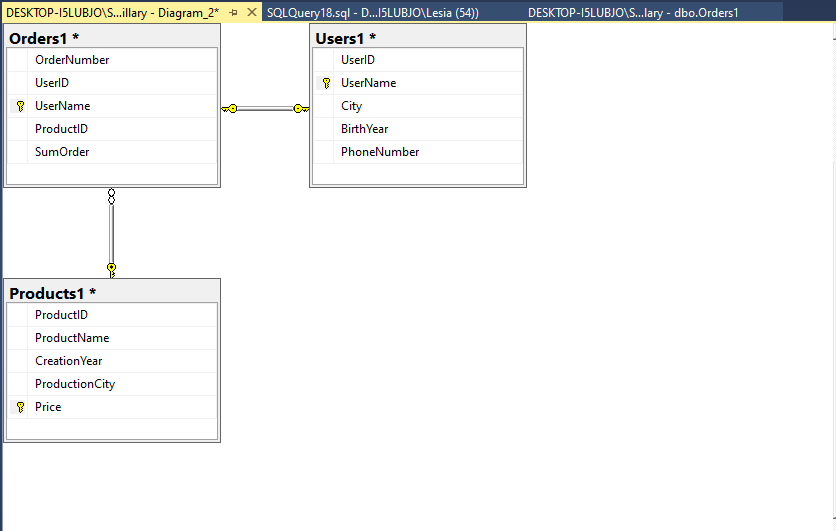 DESKTOP-I5LUBJO\S...illary - Diagram_2*
SQLQuery18.sql - D...I5LUBJO\Lesia (54))
DESKTOP-I5LUBJO\S...lary - dbo.Orders1
Orders1 *
OrderNumber
UserID
UserName
ProductID
SumOrder
Users1 *
UserID
UserName
City
BirthYear
PhoneNumber
Products1 *
ProductID
ProductName
CreationYear
ProductionCity
Price